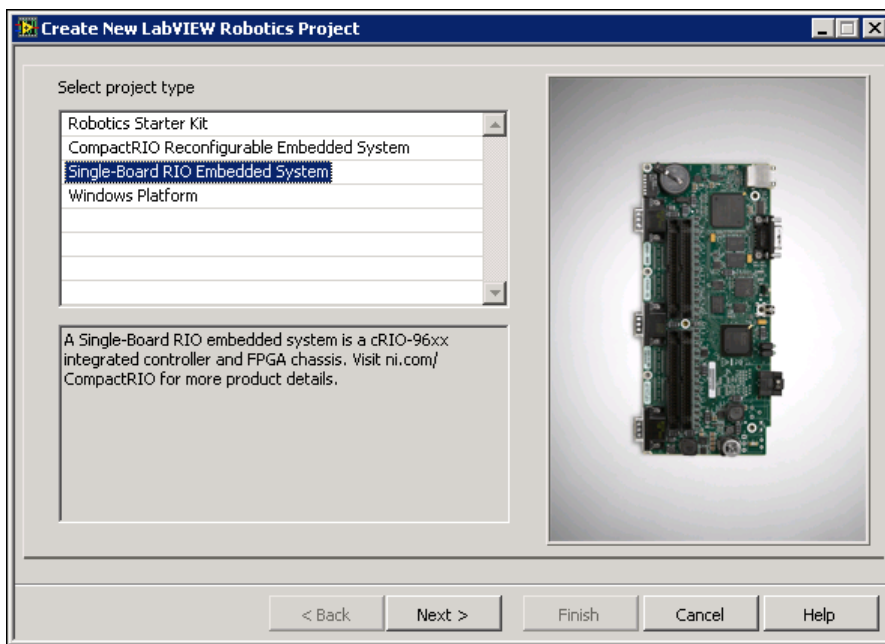 Create New LabVIEW Robotics Project
Select project type
Robotics Starter Kit
CompactRIO Reconfigurable Embedded System
Single-Board RIO Embedded System
Windows Platform
A Single-Board RIO embedded system is a cRIO-96xx
integrated controller and FPGA chassis. Visit ni.com/
CompactRIO for more product details.
< Back
Next >
Finish
Cancel
Help